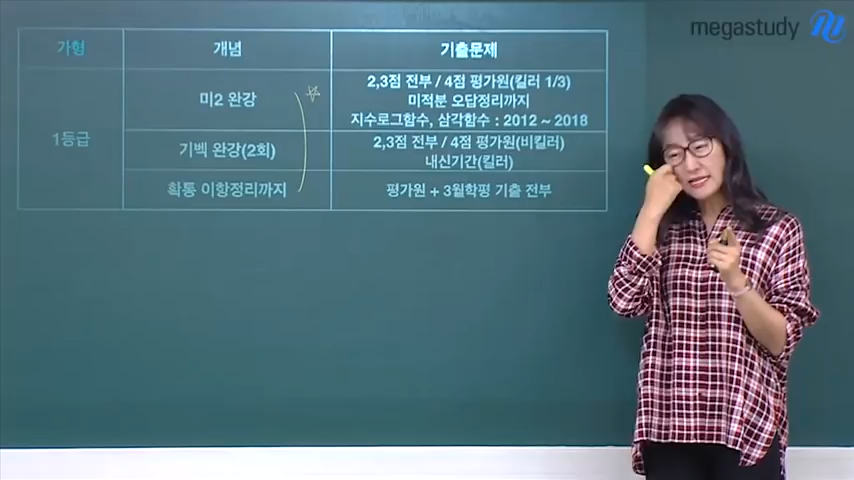 megastudy
가형 개념 기출문제
1등급
미2 완강
2,3점 전부 / 4점 평가원(킬러 1/3)
미적분 오답정리까지
지수로그함수, 삼각함수 : 2012 ~ 2018
기벡 완강(2회)
2,3점 전부 / 4점 평가원(비킬러)
내신기간(킬러)
확통 이항정리까지
평가원 + 3월학평 기출 전부